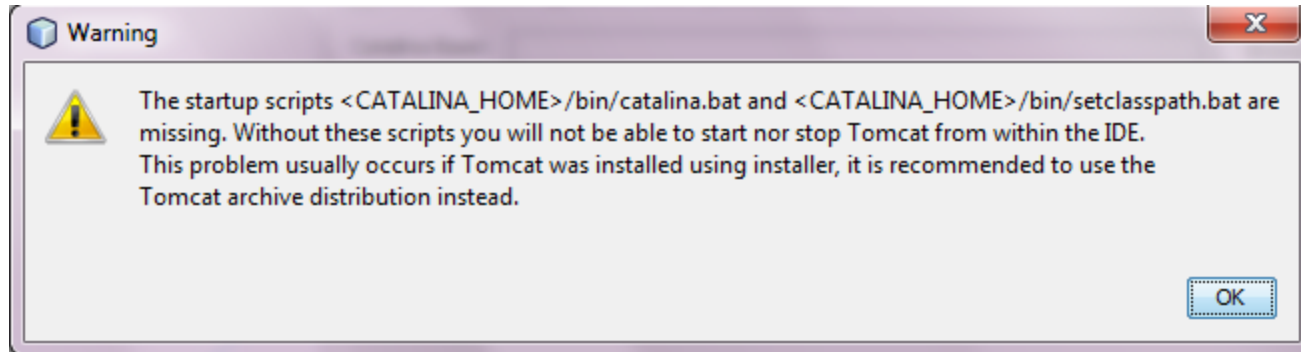 Warning
The startup scripts <CATALINA_HOME>/bin/catalina.bat and <CATALINA_HOME>/bin/setclasspath.bat are
missing. Without these scripts you will not be able to start nor stop Tomcat from within the IDE.
This problem usually occurs if Tomcat was installed using installer, it is recommended to use the
Tomcat archive distribution instead.
OK